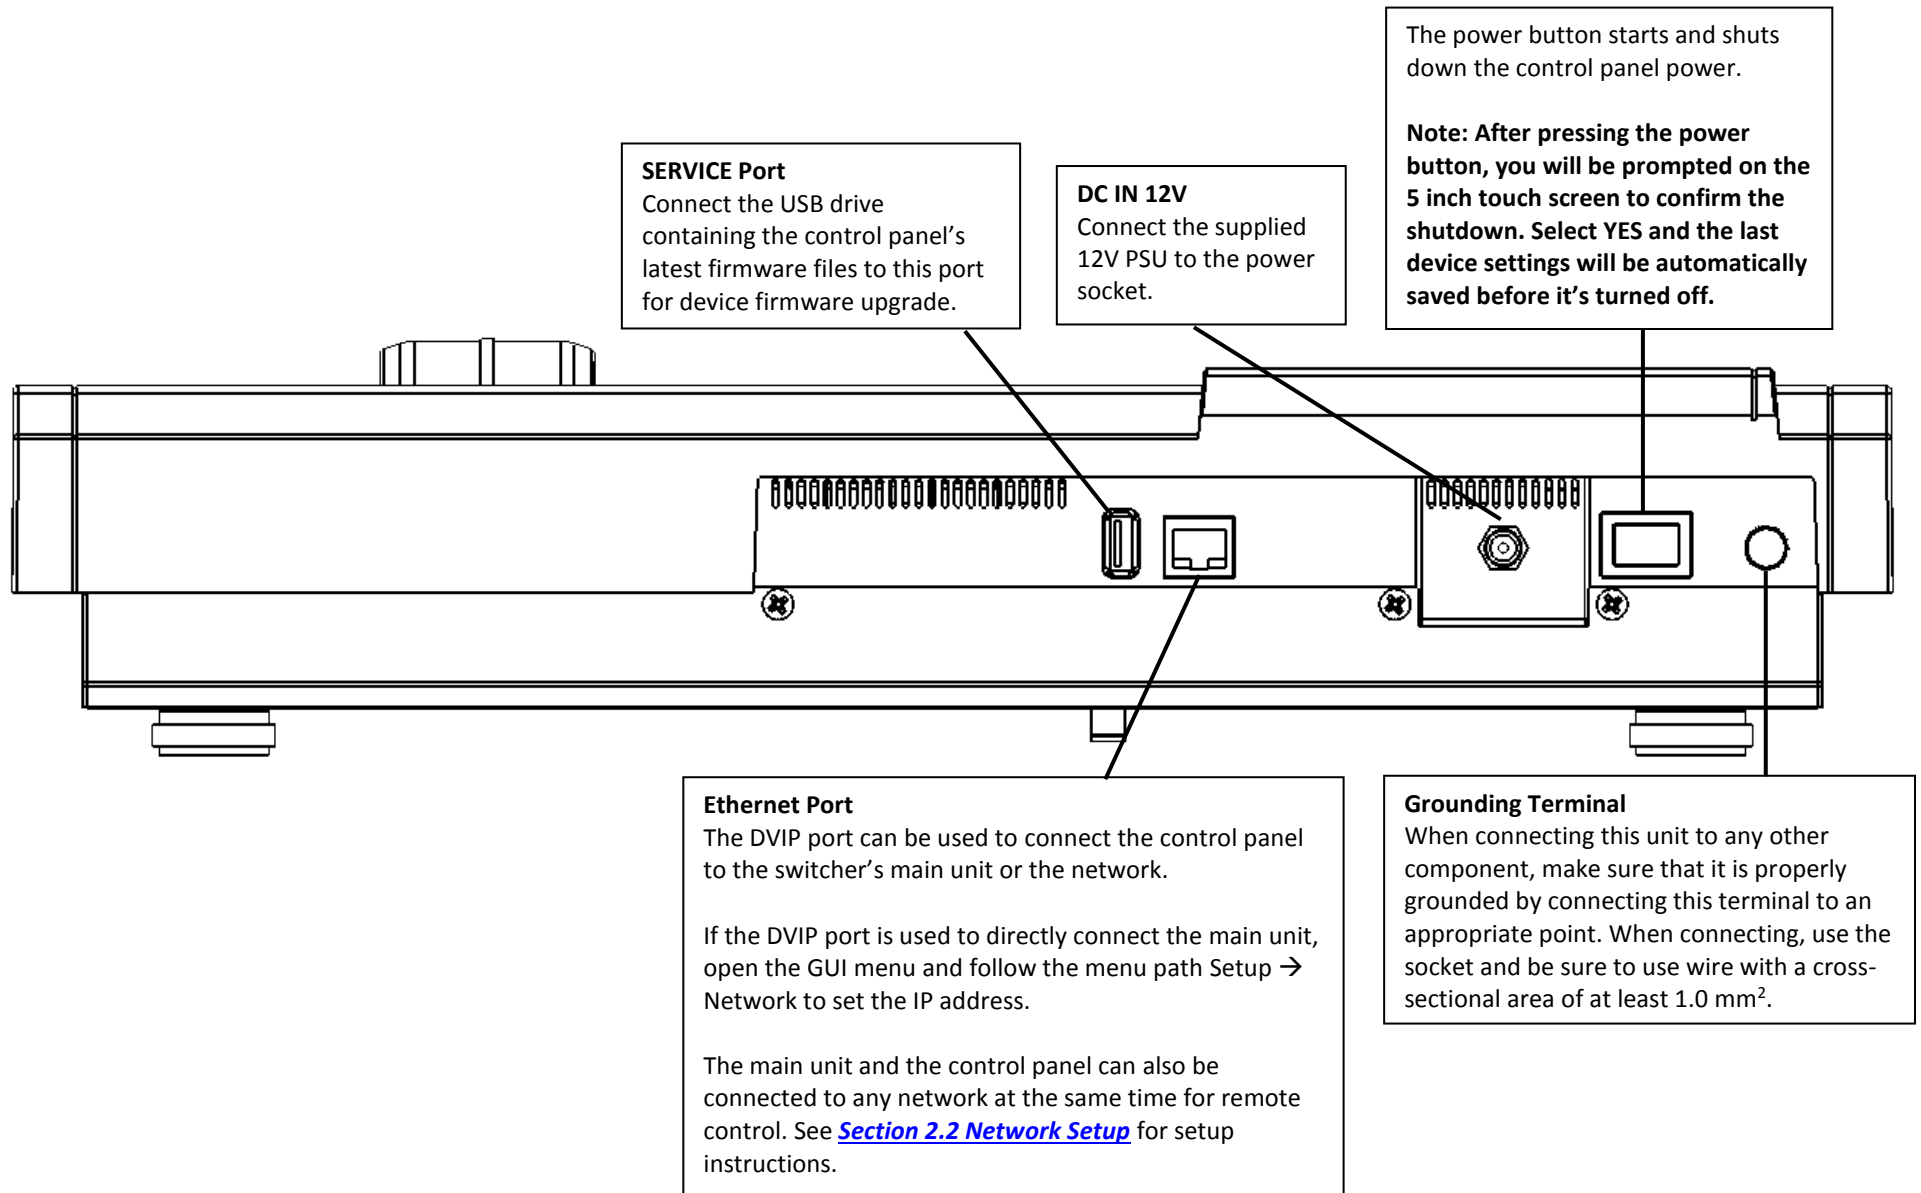 The power button starts and shuts
down the control panel power.
Note: After pressing the power
button, you will be prompted on the
5 inch touch screen to confirm the
shutdown. Select YES and the last
device settings will be automatically
saved before it’s turned off.
SERVICE Port
Connect the USB drive
containing the control panel’s
latest firmware files to this port
for device firmware upgrade.
DC IN 12V
Connect the supplied
12V PSU to the power
socket.
Ethernet Port
The DVIP port can be used to connect the control panel
to the switcher’s main unit or the network.
If the DVIP port is used to directly connect the main unit,
open the GUI menu and follow the menu path Setup →
Network to set the IP address.
The main unit and the control panel can also be
connected to any network at the same time for remote
control. See Section 2.2 Network Setup for setup
instructions.
Grounding Terminal
When connecting this unit to any other
component, make sure that it is properly
grounded by connecting this terminal to an
appropriate point. When connecting, use the
socket and be sure to use wire with a cross-
sectional area of at least 1.0 mm².